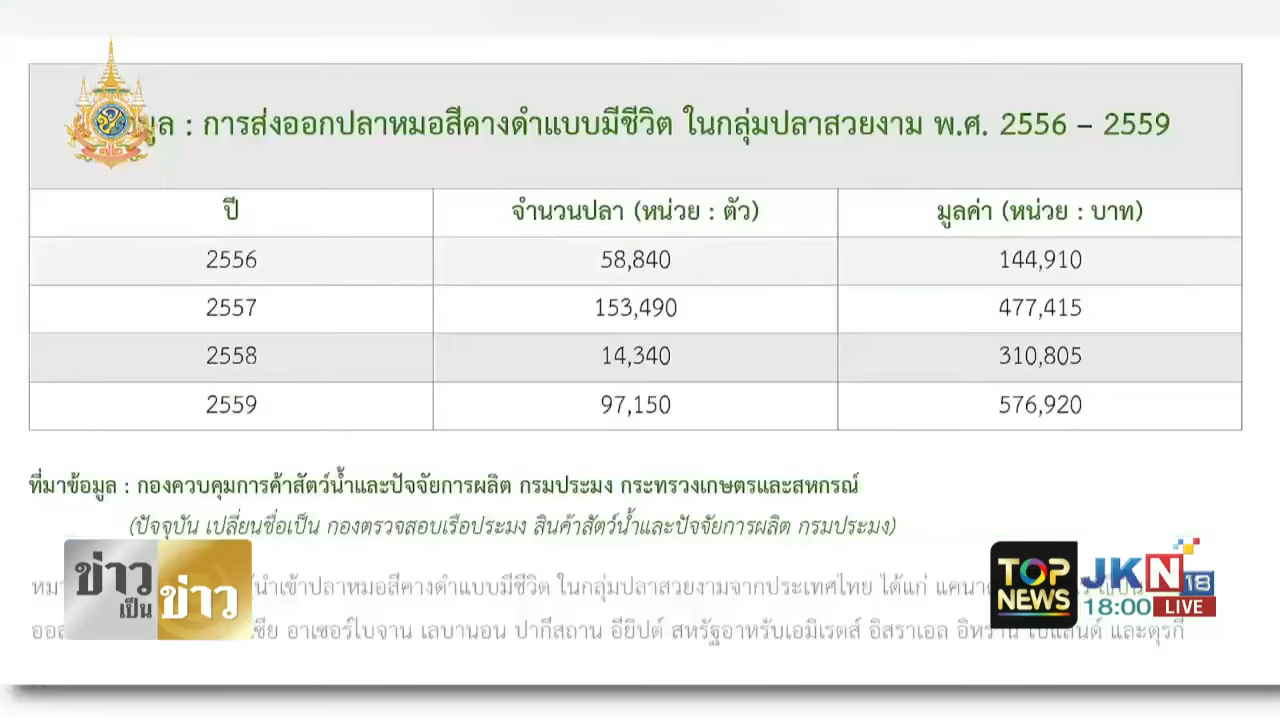 มูล : การส่งออกปลาหมอสีคางดำแบบมีชีวิต ในกลุ่มปลาสวยงาม พ.ศ. 2556 – 2559
ปี จำนวนปลา (หน่วย : ตัว) มูลค่า (หน่วย : บาท)
2556 58,840 144,910
2557 153,490 477,415
2558 14,340 310,805
2559 97,150 576,920
ที่มาข้อมูล : กองควบคุมการค้าสัตว์น้ำและปัจจัยการผลิต กรมประมง กระทรวงเกษตรและสหกรณ์
(ปัจจุบัน เปลี่ยนชื่อเป็น กองตรวจสอบเรือประมง สินค้าสัตว์น้ำและปัจจัยการผลิต กรมประมง)
นำเข้าปลาหมอสีคางดำแบบมีชีวิต ในกลุ่มปลาสวยงามจากประเทศไทย ได้แก่
อาเซอร์ไบจาน เลบานอน ปากีสถาน อียิปต์ สหรัฐอาหรับเอมิเรตส์ อิสราเอล อิหร่าน และตุรกี
ข่าวเป็นข่าว
TOP NEWS
JKN 18
18:00 LIVE